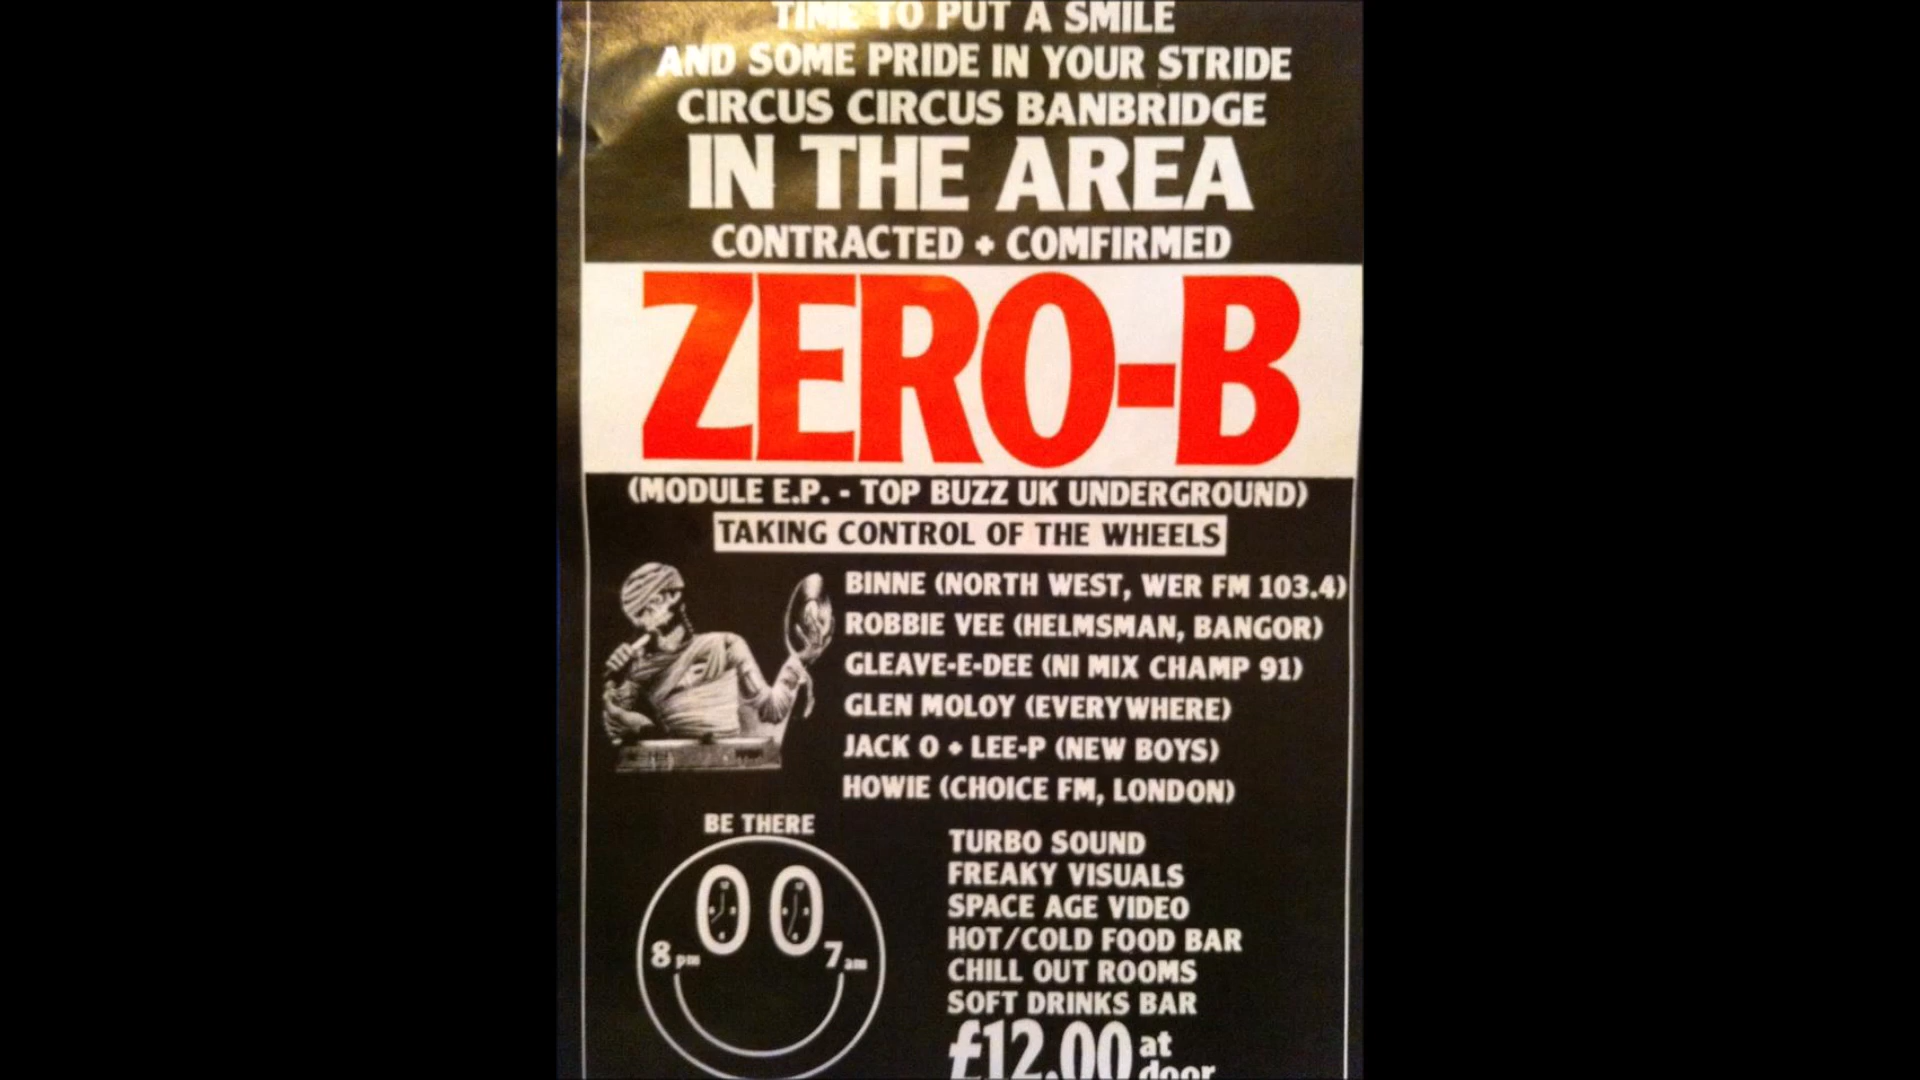 TIME TO PUT A SMILE
AND SOME PRIDE IN YOUR STRIDE
CIRCUS CIRCUS BANBRIDGE
IN THE AREA
CONTRACTED + COMFIRMED
ZERO-B
(MODULE E.P. - TOP BUZZ UK UNDERGROUND)
TAKING CONTROL OF THE WHEELS
BINNE (NORTH WEST, WER FM 103.4)
ROBBIE VEE (HELMSMAN, BANGOR)
GLEAVE-E-DEE (NI MIX CHAMP 91)
GLEN MOLOY (EVERYWHERE)
JACK O + LEE-P (NEW BOYS)
HOWIE (CHOICE FM, LONDON)
BE THERE
8pm 7am
TURBO SOUND
FREAKY VISUALS
SPACE AGE VIDEO
HOT/COLD FOOD BAR
CHILL OUT ROOMS
SOFT DRINKS BAR
£12.00 at door